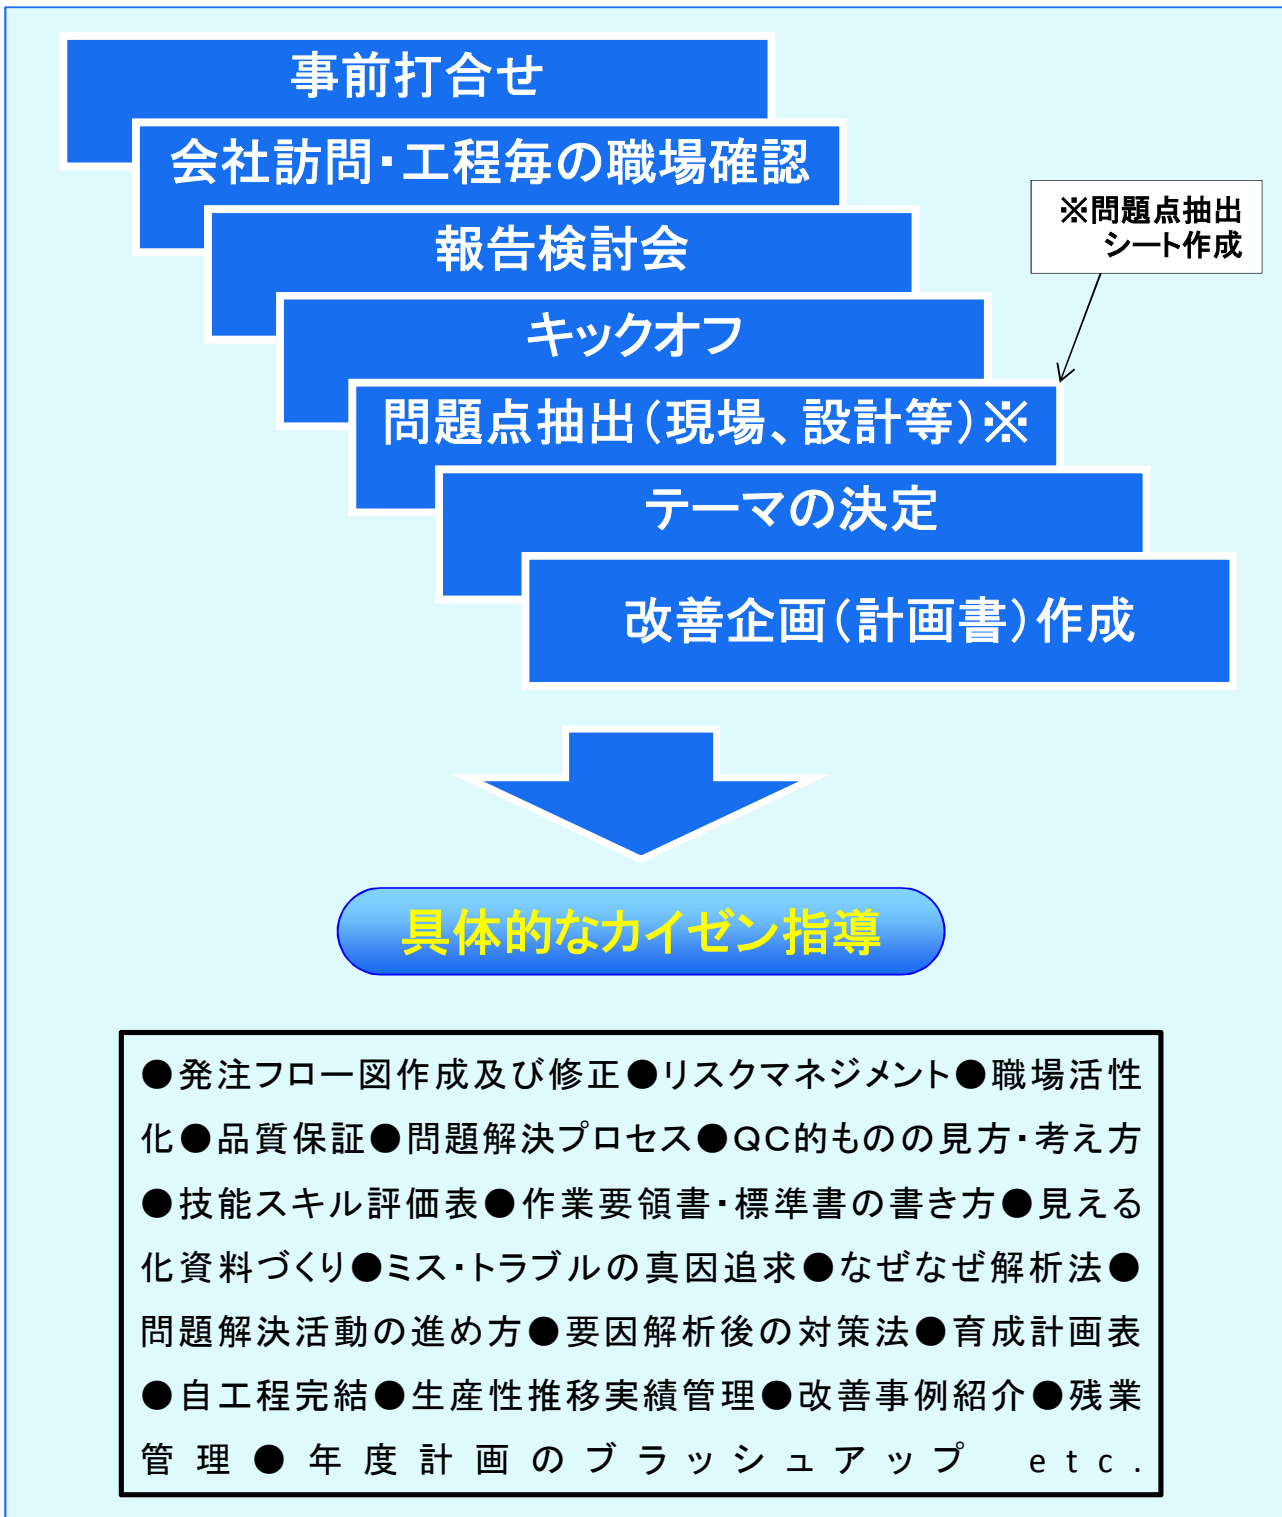 事前打合せ
会社訪問・工程毎の職場確認
※問題点抽出
シート作成
報告検討会
キックオフ
問題点抽出（現場、設計等）※
テーマの決定
改善企画（計画書）作成
具体的なカイゼン指導
●発注フロー図作成及び修正●リスクマネジメント●職場活性
化●品質保証●問題解決プロセス●QC的ものの見方・考え方
●技能スキル評価表●作業要領書・標準書の書き方●見える
化資料づくり●ミス・トラブルの真因追求●なぜなぜ解析法●
問題解決活動の進め方●要因解析後の対策法●育成計画表
●自工程完結●生産性推移実績管理●改善事例紹介●残業
管理●年度計画のブラッシュアップ　etc.